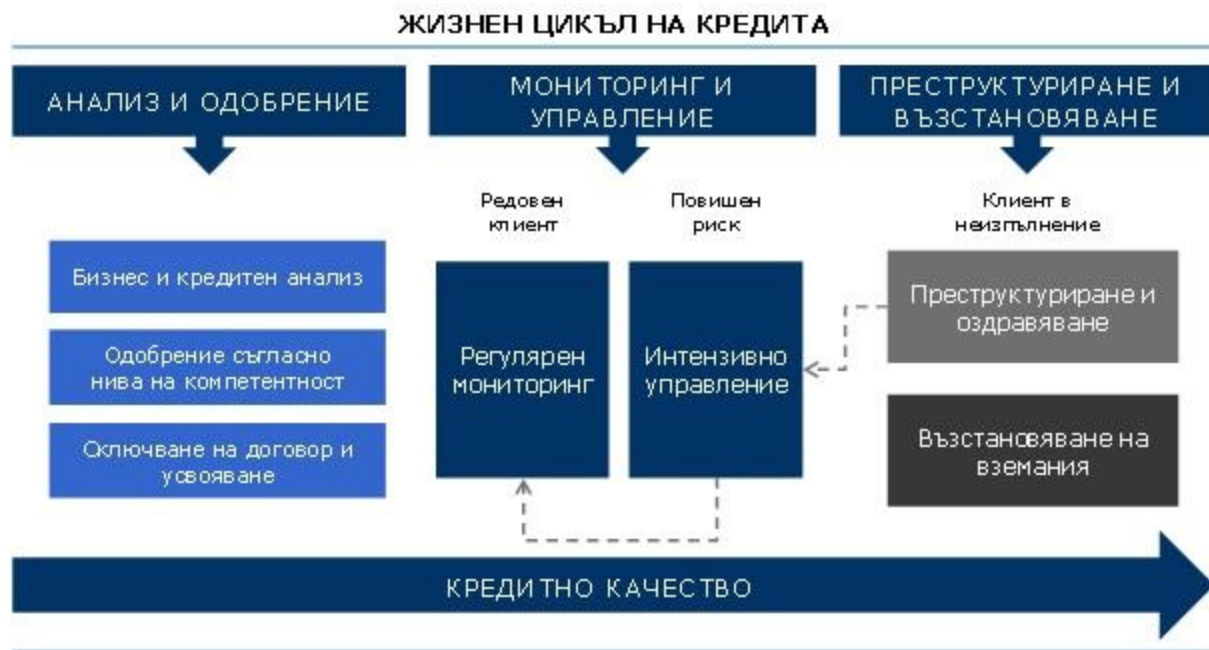 ЖИЗНЕН ЦИКЪЛ НА КРЕДИТА
АНАЛИЗ И ОДОБРЕНИЕ
МОНИТОРИНГ И
УПРАВЛЕНИЕ
ПРЕСТРУКТУРИРАНЕ И
ВЪЗСТАНОВЯВАНЕ
Редовен
клиент
Повишен
риск
Клиент в
неизпълнение
Бизнес и кредитен анализ
Одобрение съгласно
нива на компетентност
Сключване на договор и
усвояване
Регулярен
мониторинг
Интензивно
управление
Преструктуриране и
оздравяване
Възстановяване на
вземания
КРЕДИТНО КАЧЕСТВО